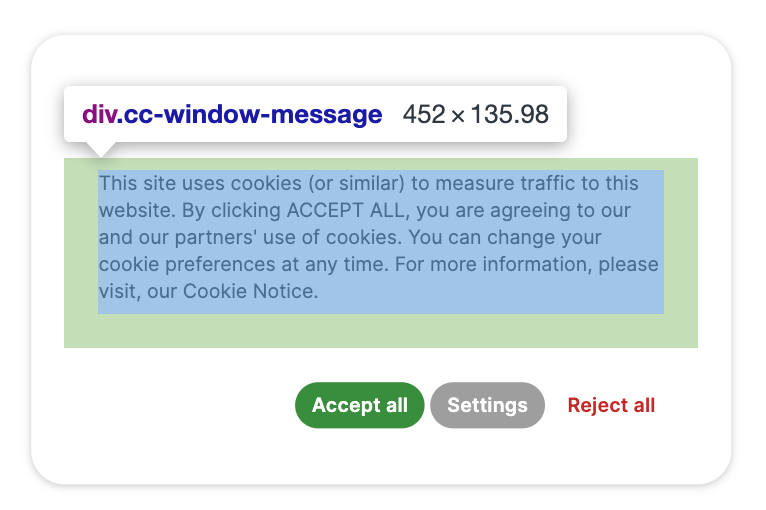 div.cc-window-message 452 × 135.98
This site uses cookies (or similar) to measure traffic to this
website. By clicking ACCEPT ALL, you are agreeing to our
and our partners' use of cookies. You can change your
cookie preferences at any time. For more information, please
visit, our Cookie Notice.
Accept all Settings Reject all